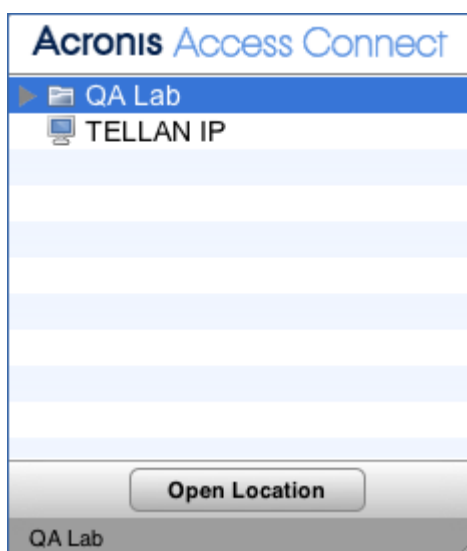 Acronis Access Connect
QA Lab
TELLAN IP
Open Location
QA Lab